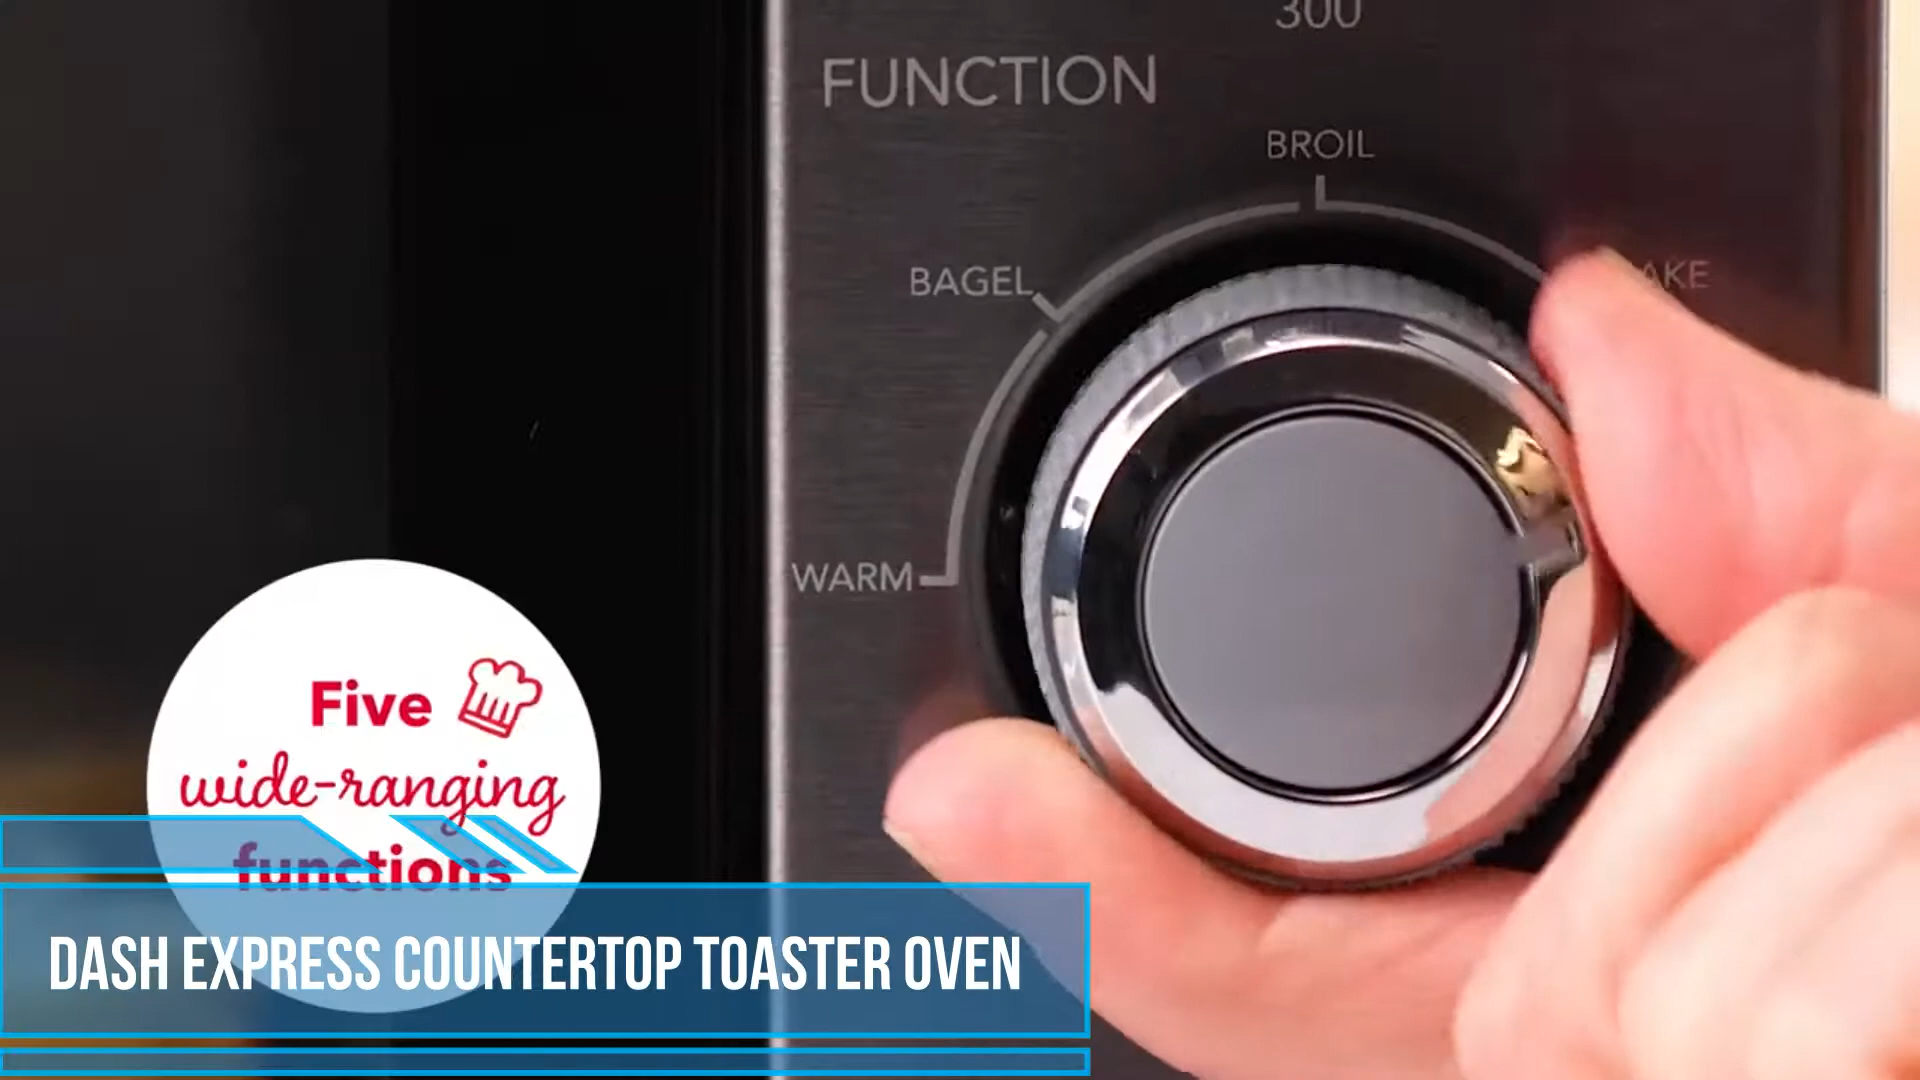 300
FUNCTION
BROIL
BAGEL
AKE
WARM
Five
wide-ranging
functions
DASH EXPRESS COUNTERTOP TOASTER OVEN